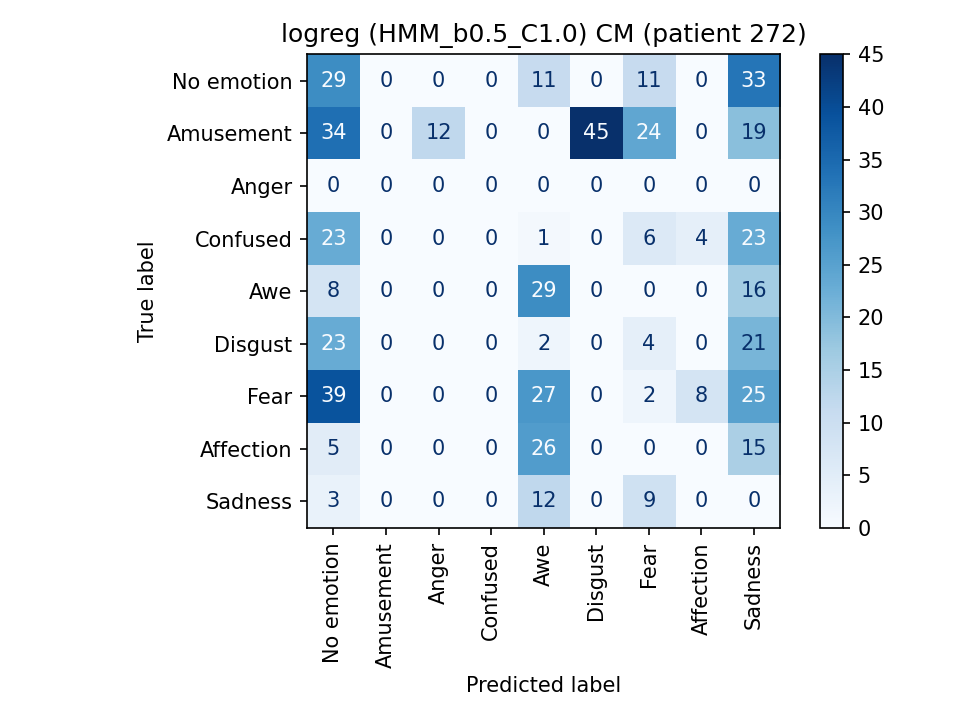 logreg (HMM_b0.5_C1.0) CM (patient 272)
No emotion 29 0 0 0 11 0 11 0 33
Amusement 34 0 12 0 0 45 24 0 19
Anger 0 0 0 0 0 0 0 0 0
Confused 23 0 0 0 1 0 6 4 23
Awe 8 0 0 0 29 0 0 0 16
Disgust 23 0 0 0 2 0 4 0 21
Fear 39 0 0 0 27 0 2 8 25
Affection 5 0 0 0 26 0 0 0 15
Sadness 3 0 0 0 12 0 9 0 0
True label
No emotion
Amusement
Anger
Confused
Awe
Disgust
Fear
Affection
Sadness
Predicted label
45
40
35
30
25
20
15
10
5
0